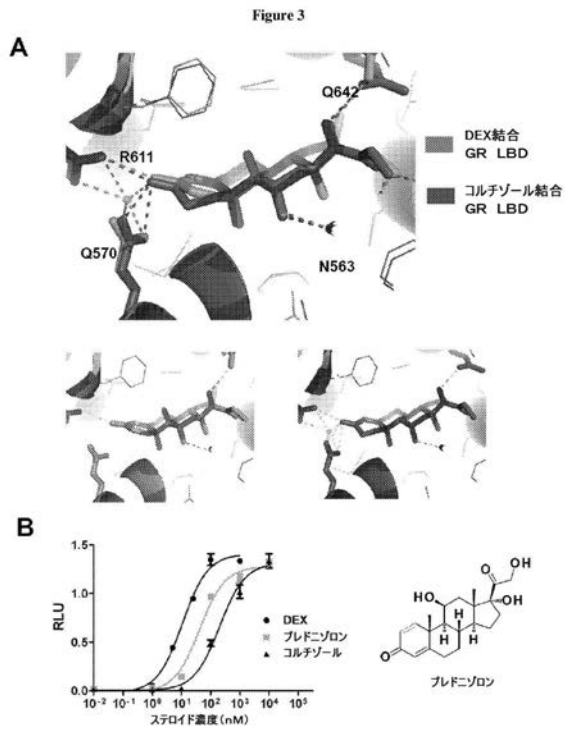 Figure 3
A
Q642
R611
Q570
N563
DEX結合
GR LBD
コルチゾール結合
GR LBD
B
RLU
1.5
1.0
0.5
0.0
10⁻² 10⁻¹ 10⁰ 10¹ 10² 10³ 10⁴ 10⁵
ステロイド濃度(nM)
DEX
プレドニゾロン
コルチゾール
OH
O
HO
OH
H
H H
O
プレドニゾロン